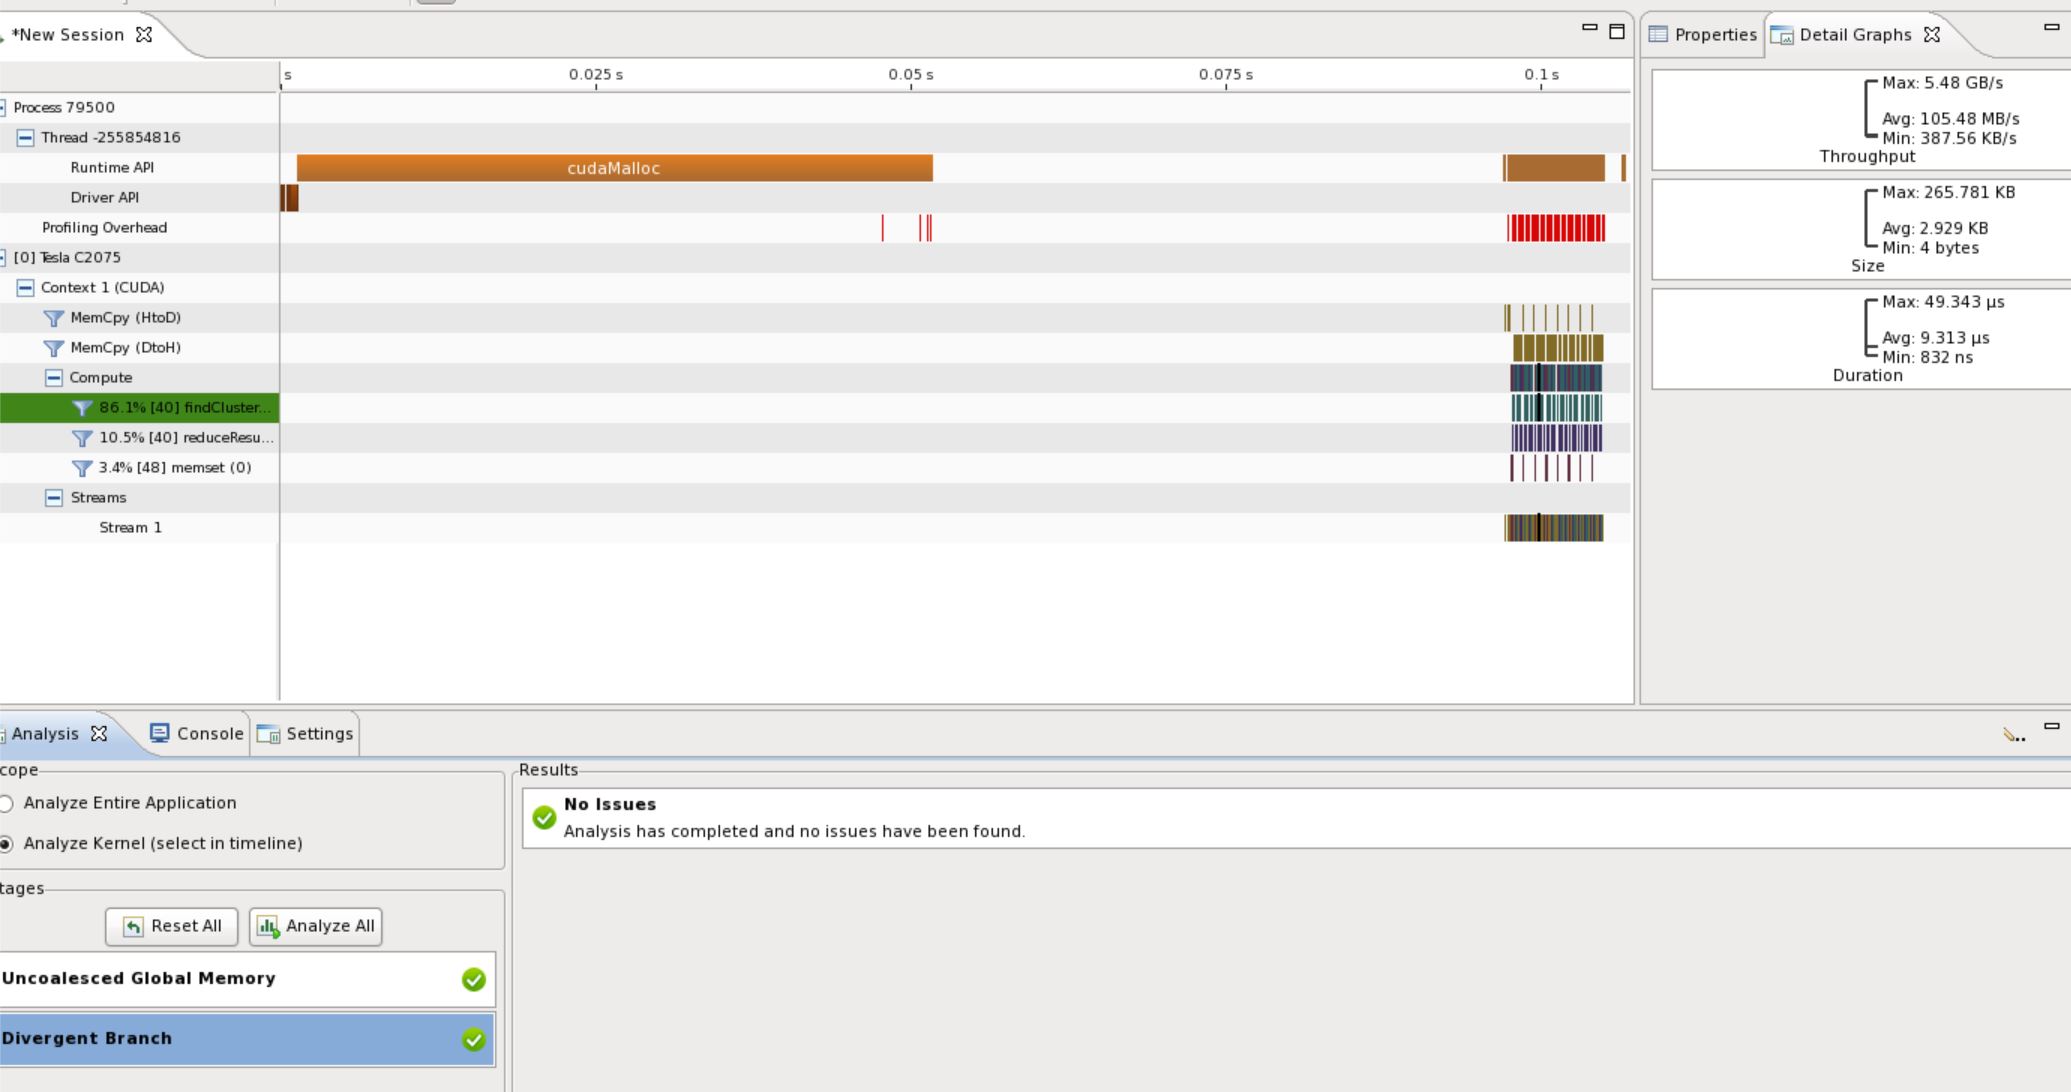 *New Session
Properties
Detail Graphs
s 0.025 s 0.05 s 0.075 s 0.1 s
Process 79500
Thread -255854816
Runtime API
cudaMalloc
Driver API
Profiling Overhead
[0] Tesla C2075
Context 1 (CUDA)
MemCpy (HtoD)
MemCpy (DtoH)
Compute
86.1% [40] findCluster...
10.5% [40] reduceResu...
3.4% [48] memset (0)
Streams
Stream 1
Max: 5.48 GB/s
Avg: 105.48 MB/s
Min: 387.56 KB/s
Throughput
Max: 265.781 KB
Avg: 2.929 KB
Min: 4 bytes
Size
Max: 49.343 µs
Avg: 9.313 µs
Min: 832 ns
Duration
Analysis
Console
Settings
cope
Analyze Entire Application
Analyze Kernel (select in timeline)
tages
Reset All
Analyze All
Uncoalesced Global Memory
Divergent Branch
Results
No Issues
Analysis has completed and no issues have been found.